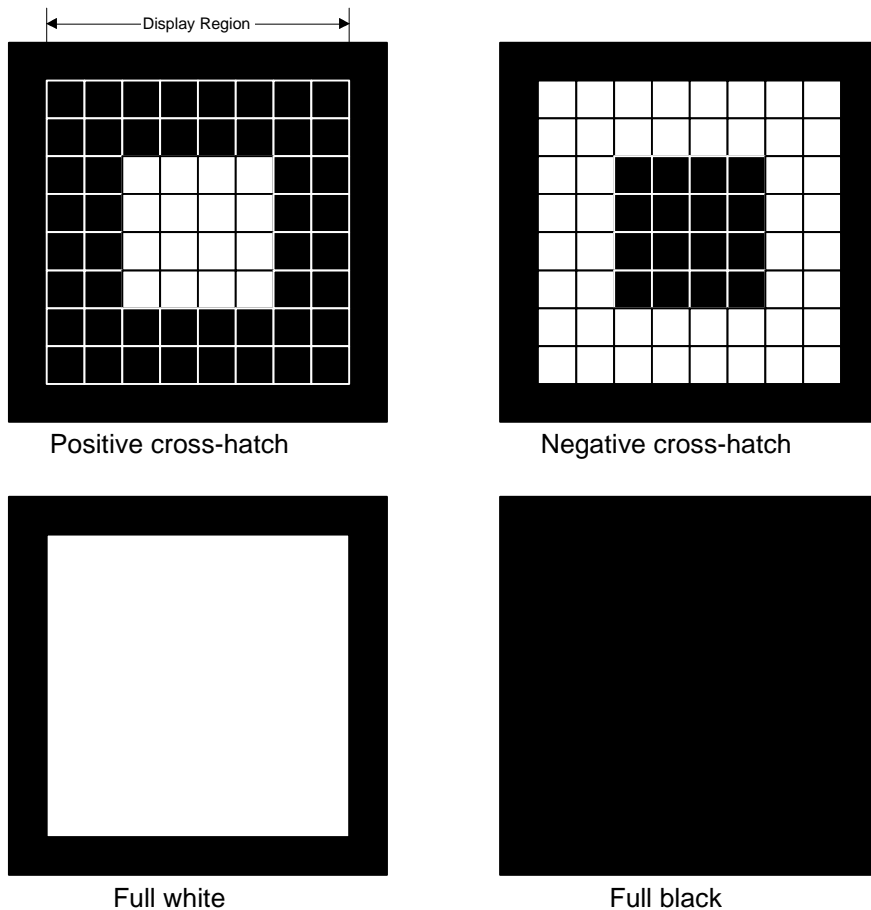 Display Region
Positive cross-hatch
Negative cross-hatch
Full white
Full black